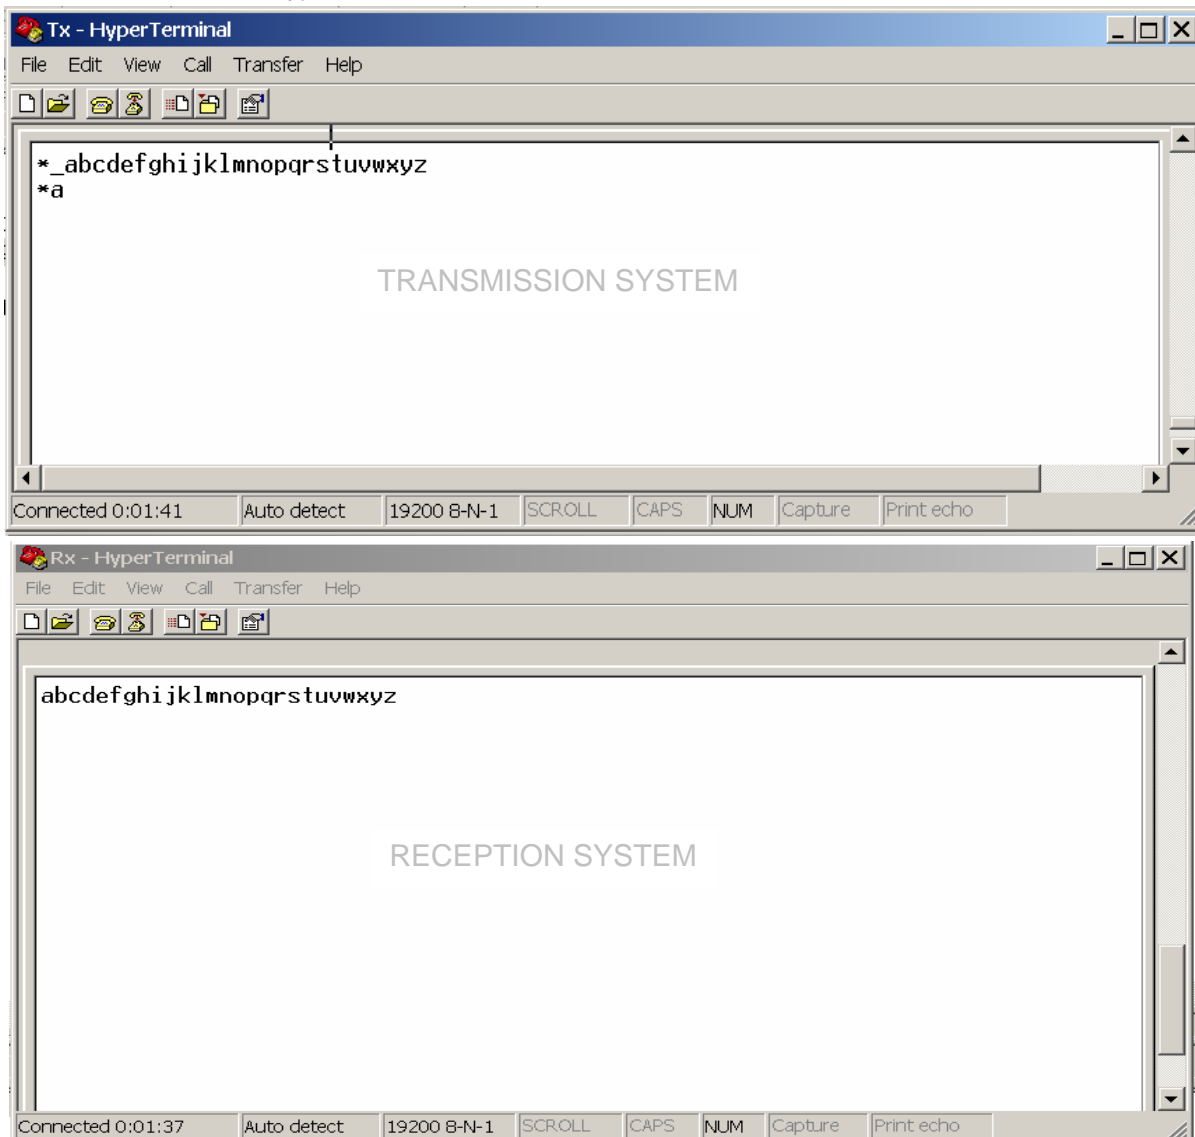 Tx - HyperTerminal
File Edit View Call Transfer Help
*_abcdefghijklmnopqrstuvwxyz
*a
TRANSMISSION SYSTEM
Connected 0:01:41 Auto detect 19200 8-N-1 SCROLL CAPS NUM Capture Print echo
Rx - HyperTerminal
File Edit View Call Transfer Help
abcdefghijklmnopqrstuvwxyz
RECEPTION SYSTEM
Connected 0:01:37 Auto detect 19200 8-N-1 SCROLL CAPS NUM Capture Print echo